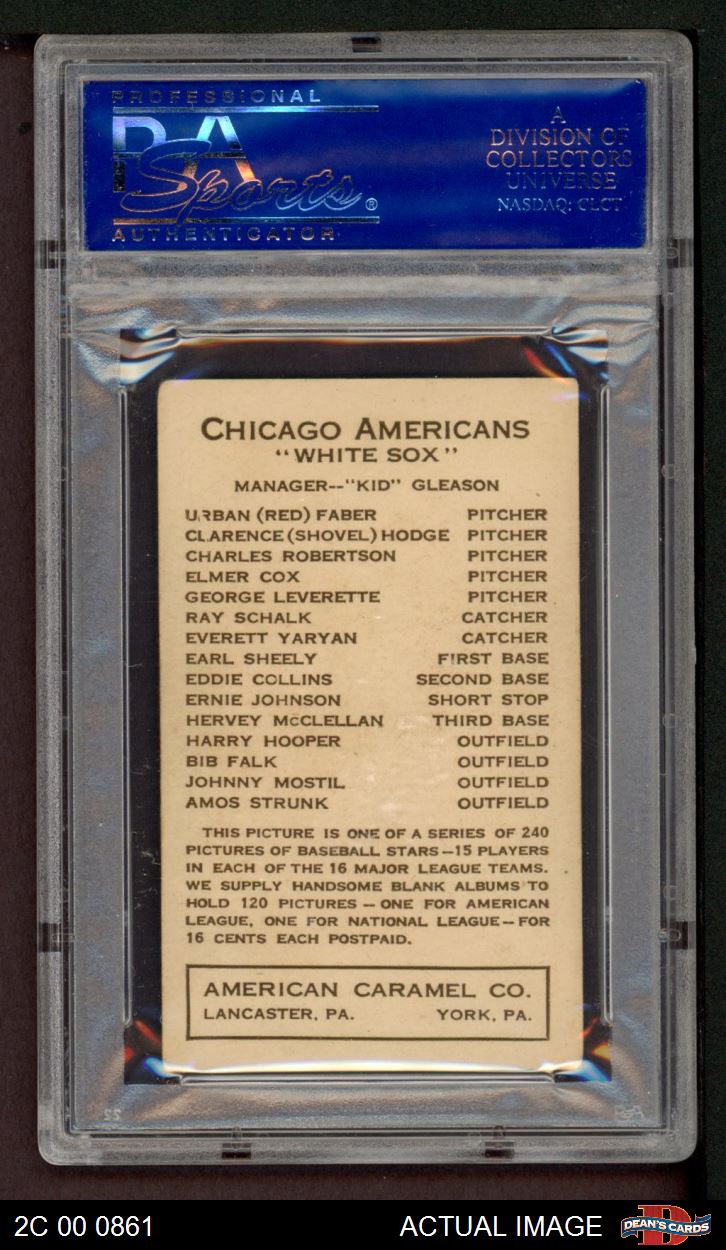 PROFESSIONAL
PSA
Sports®
AUTHENTICATOR
A
DIVISION OF
COLLECTORS
UNIVERSE
NASDAQ: CLCT
CHICAGO AMERICANS
"WHITE SOX"
MANAGER--"KID" GLEASON
URBAN (RED) FABER PITCHER
CLARENCE (SHOVEL) HODGE PITCHER
CHARLES ROBERTSON PITCHER
ELMER COX PITCHER
GEORGE LEVERETTE PITCHER
RAY SCHALK CATCHER
EVERETT YARYAN CATCHER
EARL SHEELY FIRST BASE
EDDIE COLLINS SECOND BASE
ERNIE JOHNSON SHORT STOP
HERVEY McCLELLAN THIRD BASE
HARRY HOOPER OUTFIELD
BIB FALK OUTFIELD
JOHNNY MOSTIL OUTFIELD
AMOS STRUNK OUTFIELD
THIS PICTURE IS ONE OF A SERIES OF 240
PICTURES OF BASEBALL STARS--15 PLAYERS
IN EACH OF THE 16 MAJOR LEAGUE TEAMS.
WE SUPPLY HANDSOME BLANK ALBUMS TO
HOLD 120 PICTURES -- ONE FOR AMERICAN
LEAGUE, ONE FOR NATIONAL LEAGUE--FOR
16 CENTS EACH POSTPAID.
AMERICAN CARAMEL CO.
LANCASTER, PA. YORK, PA.
2C 00 0861 ACTUAL IMAGE DEAN'S CARDS